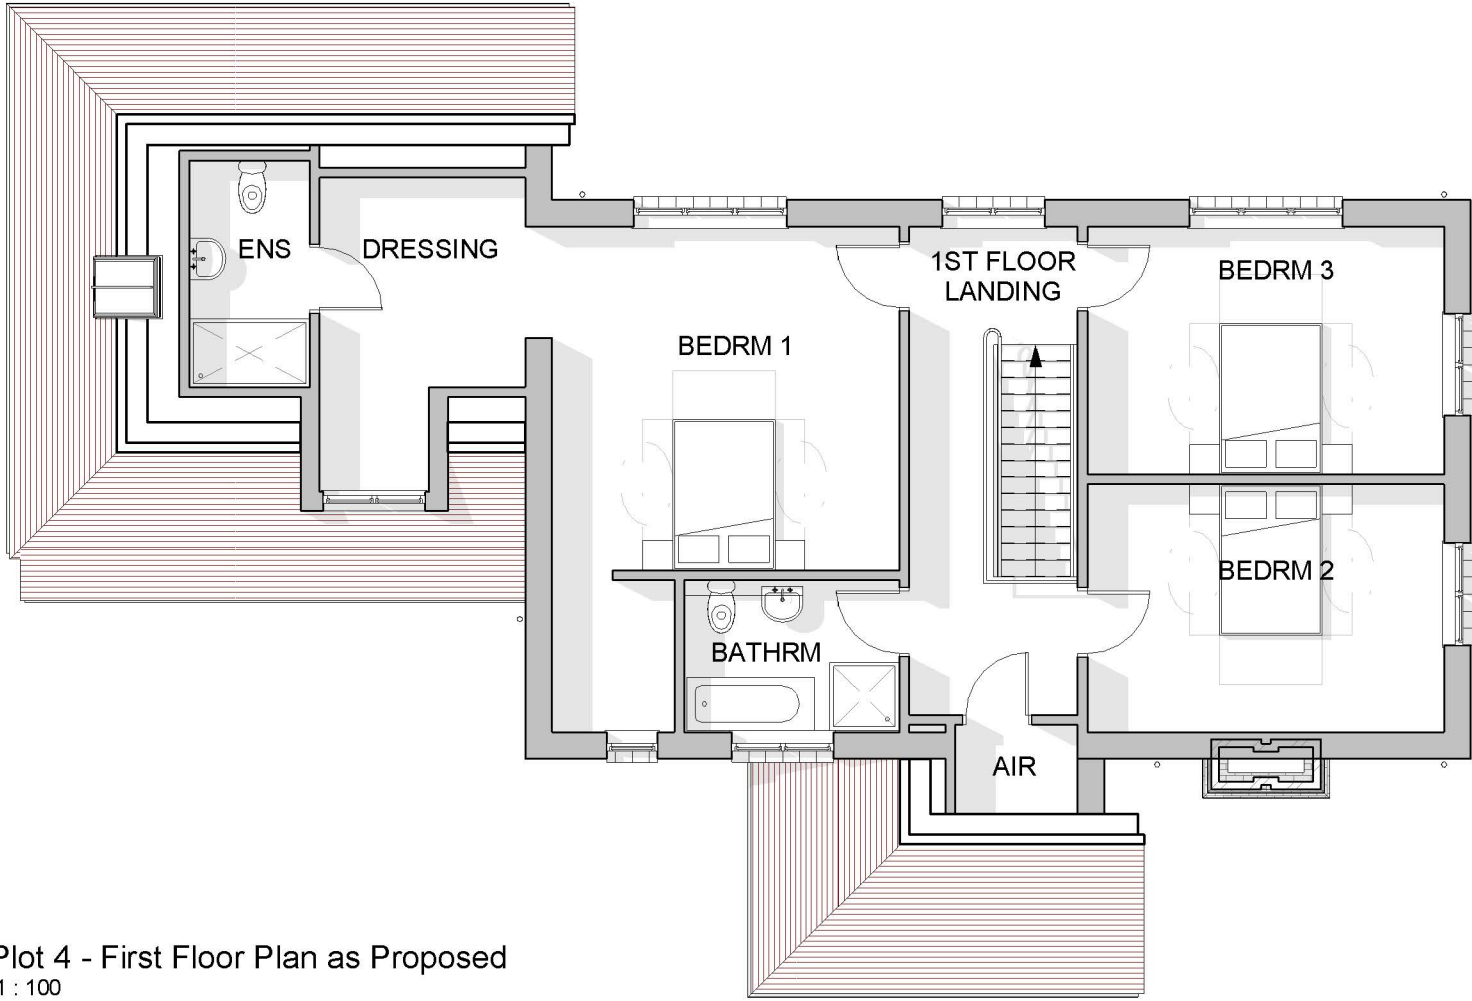 ENS
DRESSING
1ST FLOOR
LANDING
BEDRM 3
BEDRM 1
BEDRM 2
BATHRM
AIR
Plot 4 - First Floor Plan as Proposed
1 : 100